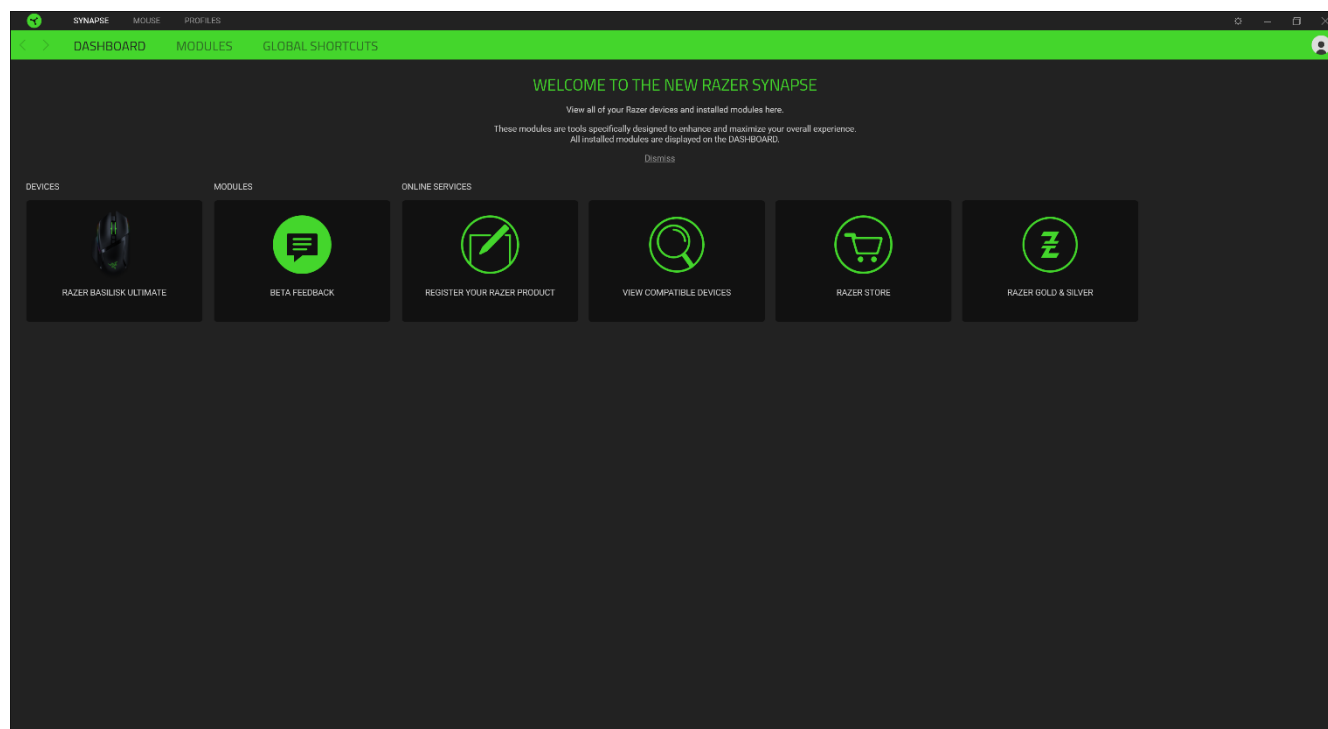 SYNAPSE MOUSE PROFILES
DASHBOARD MODULES GLOBAL SHORTCUTS
WELCOME TO THE NEW RAZER SYNAPSE
View all of your Razer devices and installed modules here.
These modules are tools specifically designed to enhance and maximize your overall experience.
All installed modules are displayed on the DASHBOARD.
Dismiss
DEVICES MODULES ONLINE SERVICES
RAZER BASILISK ULTIMATE BETA FEEDBACK REGISTER YOUR RAZER PRODUCT VIEW COMPATIBLE DEVICES RAZER STORE RAZER GOLD & SILVER